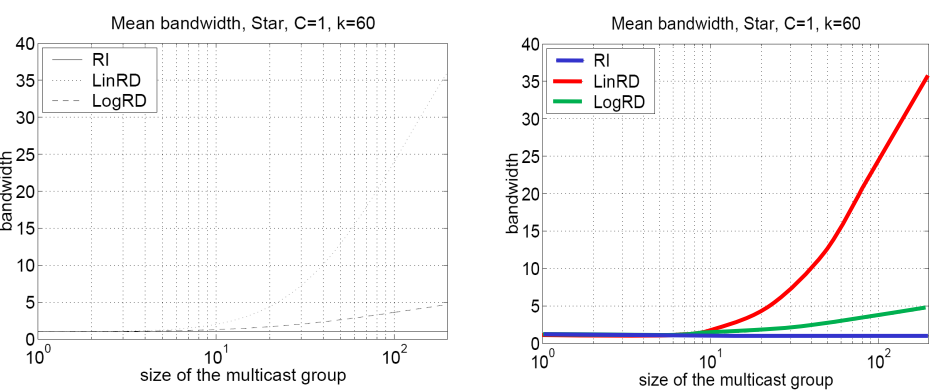 Mean bandwidth, Star, C=1, k=60
40
35
30
25
20
15
10
5
0
bandwidth
RI
LinRD
LogRD
10^0
10^1
10^2
size of the multicast group
Mean bandwidth, Star, C=1, k=60
40
35
30
25
20
15
10
5
0
bandwidth
RI
LinRD
LogRD
10^0
10^1
10^2
size of the multicast group